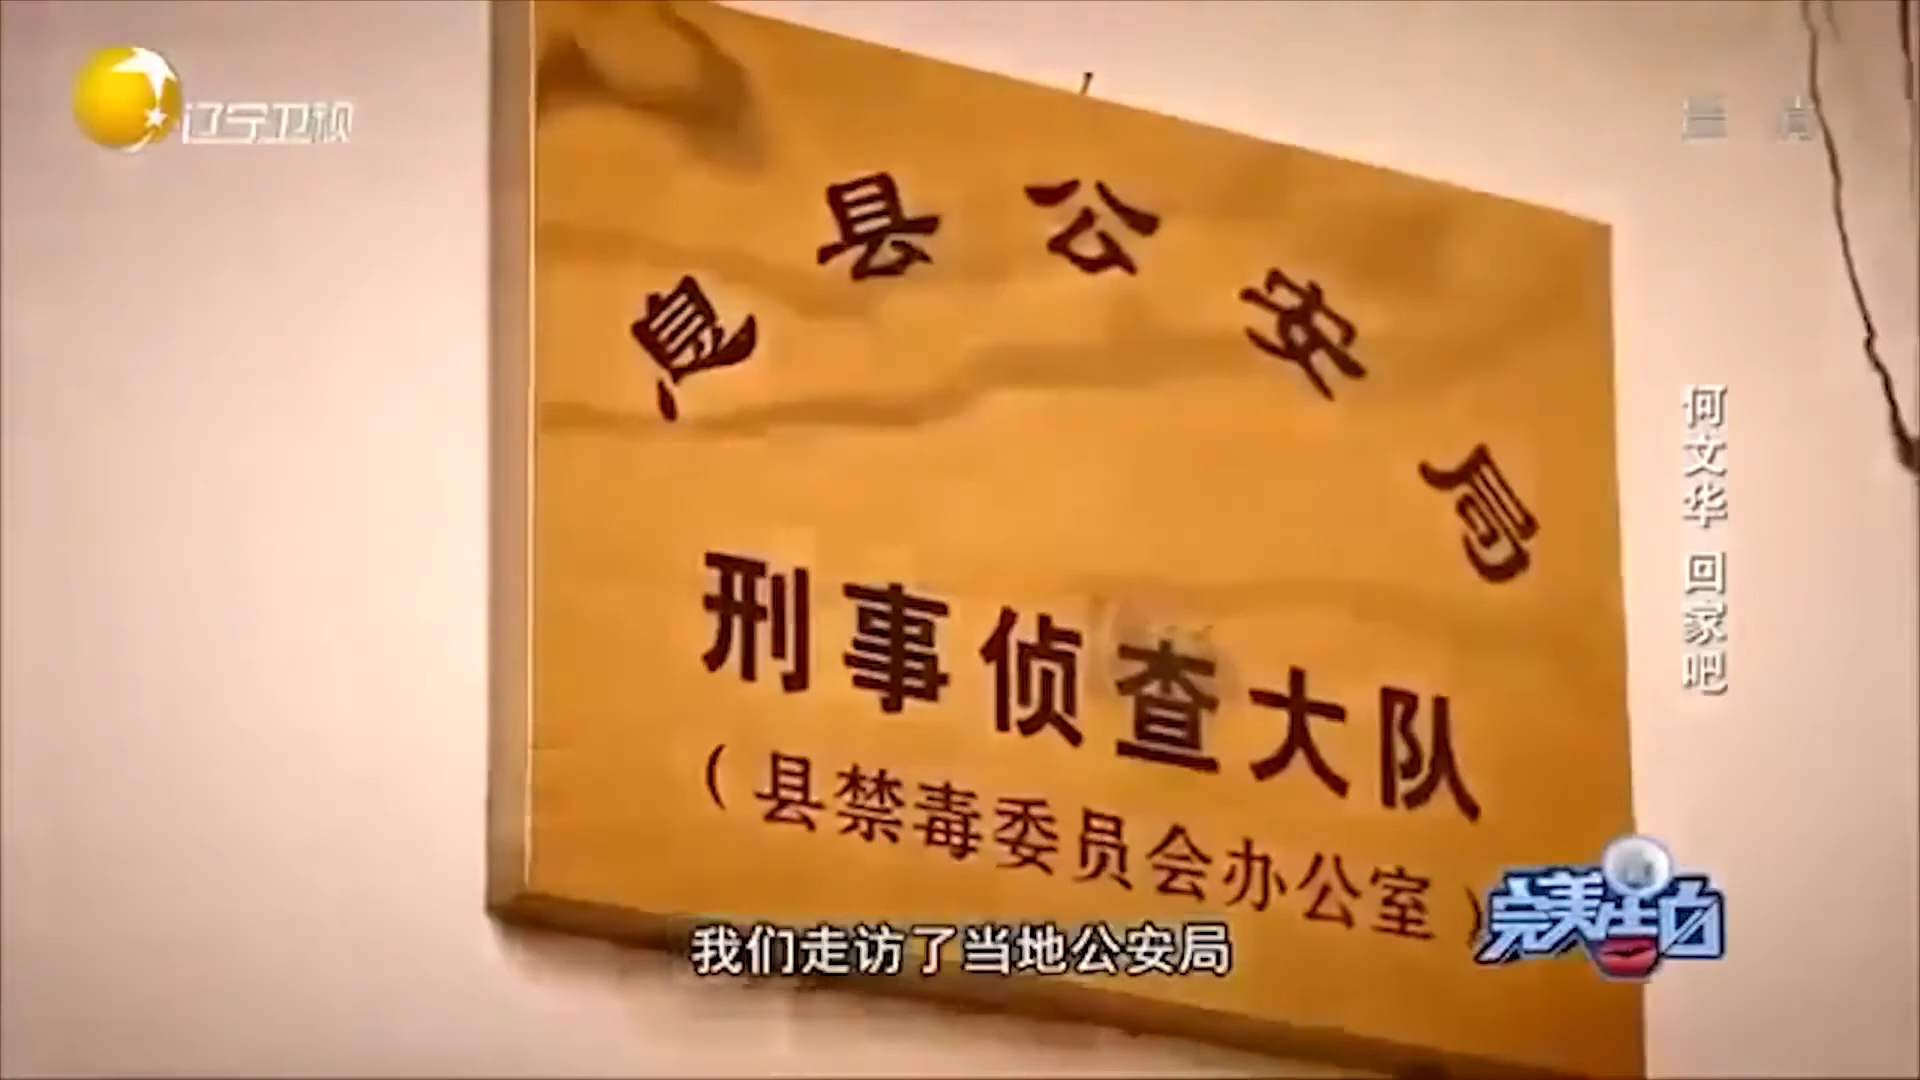 辽宁卫视
息县公安局
刑事侦查大队
（县禁毒委员会办公室）
何文华 回家吧
我们走访了当地公安局
完美告白